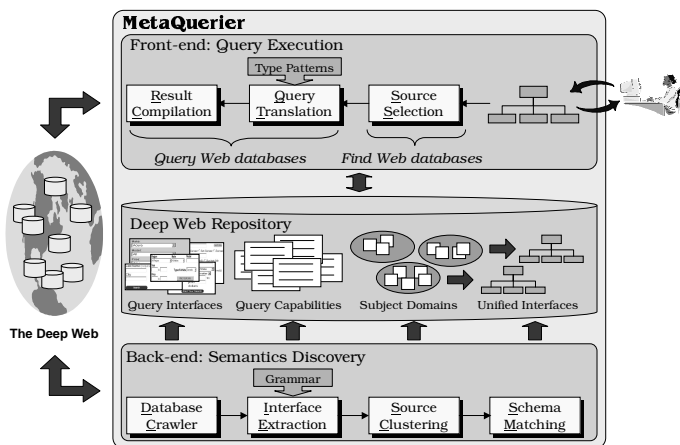 MetaQuerier
Front-end: Query Execution
Type Patterns
Result
Compilation
Query
Translation
Source
Selection
Query Web databases
Find Web databases
Deep Web Repository
Query Interfaces
Query Capabilities
Subject Domains
Unified Interfaces
The Deep Web
Back-end: Semantics Discovery
Grammar
Database
Crawler
Interface
Extraction
Source
Clustering
Schema
Matching